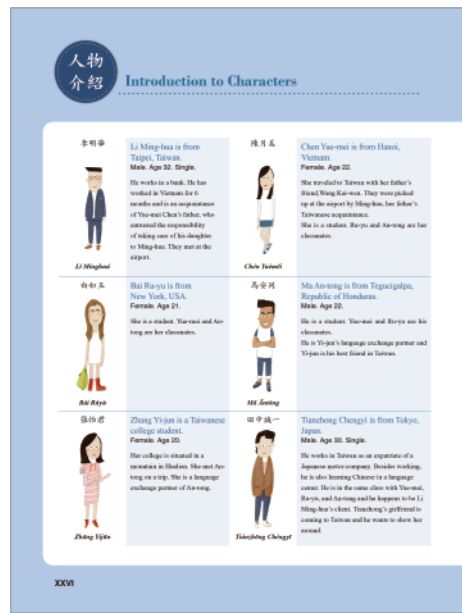 人物
介紹
Introduction to Characters
李明華
Li Ming-hua is from
Taipei, Taiwan.
Male. Age 32. Single.
He works in a bank. He has
worked in Vietnam for 6
months and is an acquaintance
of Yue-mei Chen's father, who
entrusted the responsibility
of taking care of his daughter
to Ming-hua. They met at the
airport.
Lǐ Mínghuá
陳月美
Chen Yue-mei is from Hanoi,
Vietnam.
Female. Age 22.
She traveled to Taiwan with her father's
friend, Wang Kai-wen. They were picked
up at the airport by Ming-hua, her father's
Taiwanese acquaintance.
She is a student. Ru-yu and An-tong are her
classmates.
Chén Yuèměi
白如玉
Bai Ru-yu is from
New York, USA.
Female. Age 21.
She is a student. Yue-mei and An-
tong are her classmates.
Bái Rúyù
馬安同
Ma An-tong is from Tegucigalpa,
Republic of Honduras.
Male. Age 22.
He is a student. Yue-mei and Ru-yu are his
classmates.
He is Yi-jun's language exchange partner and
Yi-jun is his best friend in Taiwan.
Mǎ Āntóng
張怡君
Zhang Yi-jun is a Taiwanese
college student.
Female. Age 20.
Her college is situated in a
mountain in Hualien. She met An-
tong on a trip. She is a language
exchange partner of An-tong.
Zhāng Yíjūn
田中誠一
Tianzhong Chengyi is from Tokyo,
Japan.
Male. Age 30. Single.
He works in Taiwan as an expatriate of a
Japanese motor company. Besides working,
he is also learning Chinese in a language
center. He is in the same class with Yue-mei,
Ru-yu, and An-tong and he happens to be Li
Ming-hua's client. Tianzhong's girlfriend is
coming to Taiwan and he wants to show her
around.
Tiánzhōng Chéngyī
XXVI